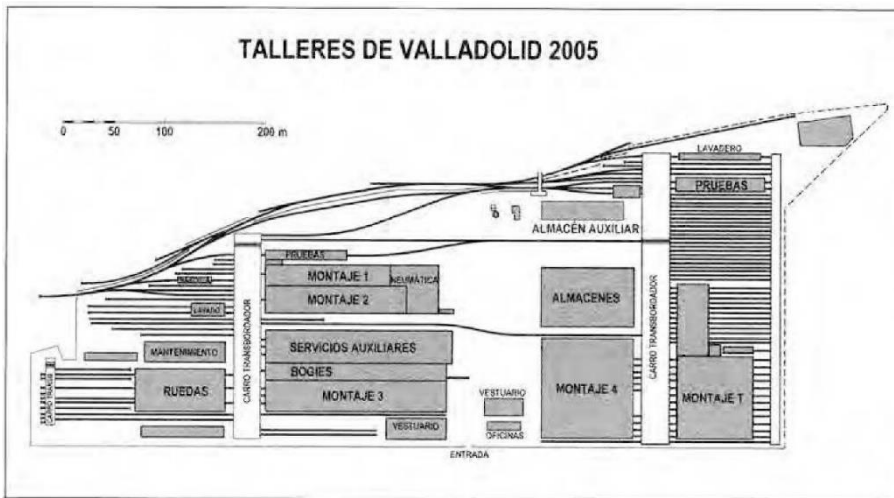 TALLERES DE VALLADOLID 2005
0 50 100 200 m
LAVADERO
PRUEBAS
ALMACÉN AUXILIAR
PRUEBAS
MONTAJE 1
NEUMÁTICA
MONTAJE 2
ALMACENES
LAVADO
CARRO TRANSBORDADOR
CARRO TRANSBORDADOR
MANTENIMIENTO
SERVICIOS AUXILIARES
BOGIES
RUEDAS
MONTAJE 3
MONTAJE 4
MONTAJE T
CARRO TRANSB
VESTUARIO
VESTUARIO
OFICINAS
ENTRADA